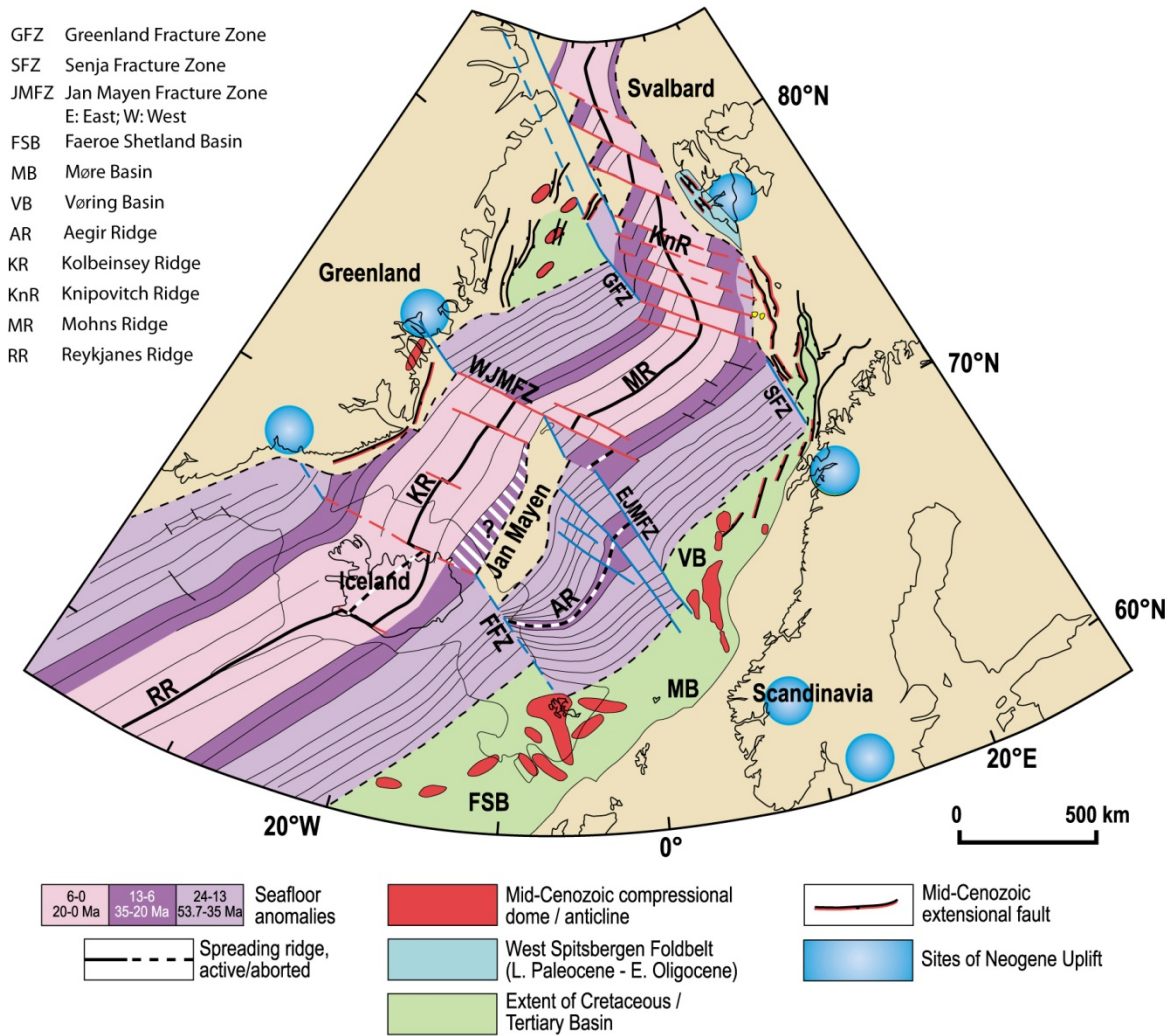 GFZ Greenland Fracture Zone
SFZ Senja Fracture Zone
JMFZ Jan Mayen Fracture Zone
E: East; W: West
FSB Faeroe Shetland Basin
MB Møre Basin
VB Vøring Basin
AR Aegir Ridge
KR Kolbeinsey Ridge
KnR Knipovitch Ridge
MR Mohns Ridge
RR Reykjanes Ridge
Svalbard
80°N
KnR
Greenland
GFZ
70°N
WJMFZ
MR
SFZ
KR
EJMFZ
?
Jan Mayen
VB
Iceland
AR
60°N
FFZ
RR
MB
Scandinavia
20°E
FSB
20°W
0°
0 500 km
6-0
20-0 Ma
13-6
35-20 Ma
24-13
53.7-35 Ma
Seafloor
anomalies
Spreading ridge,
active/aborted
Mid-Cenozoic compressional
dome / anticline
West Spitsbergen Foldbelt
(L. Paleocene - E. Oligocene)
Extent of Cretaceous /
Tertiary Basin
Mid-Cenozoic
extensional fault
Sites of Neogene Uplift